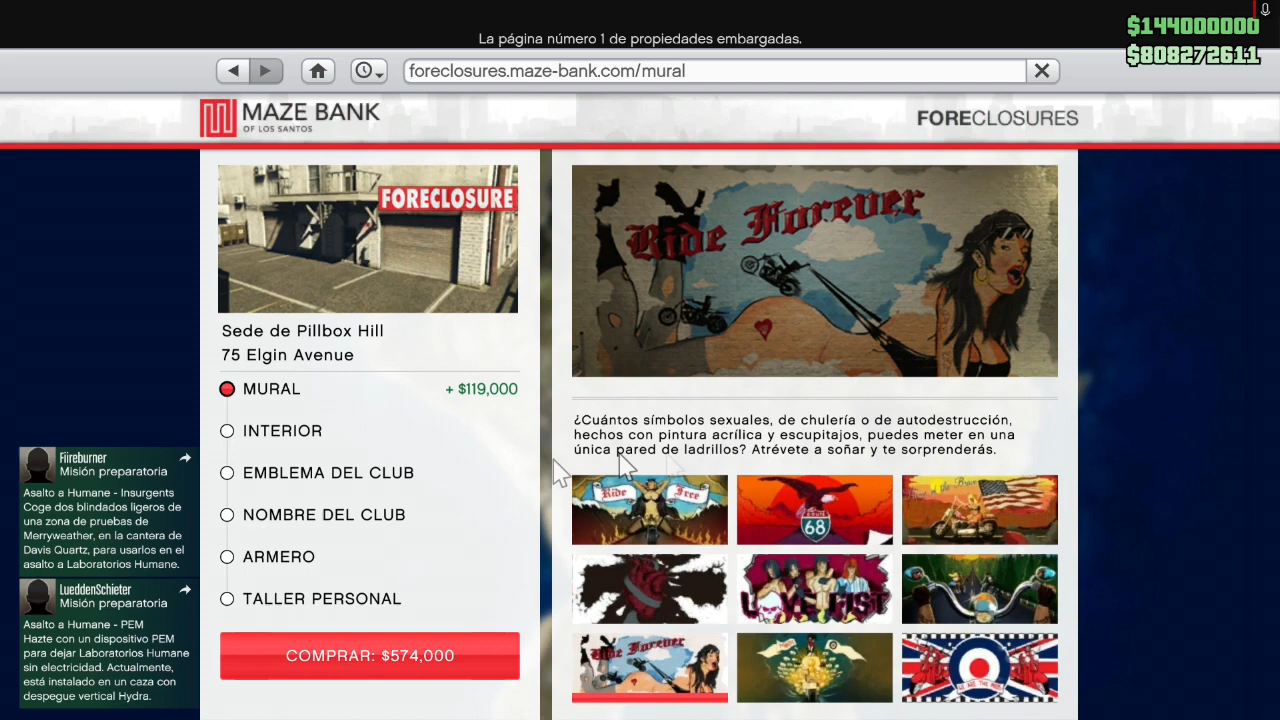 La página número 1 de propiedades embargadas.
$144000000
$808272611
foreclosures.maze-bank.com/mural
MAZE BANK
OF LOS SANTOS
FORECLOSURES
FORECLOSURE
Sede de Pillbox Hill
75 Elgin Avenue
MURAL + $119,000
INTERIOR
EMBLEMA DEL CLUB
NOMBRE DEL CLUB
ARMERO
TALLER PERSONAL
COMPRAR: $574,000
Ride Forever
¿Cuántos símbolos sexuales, de chulería o de autodestrucción,
hechos con pintura acrílica y escupitajos, puedes meter en una
única pared de ladrillos? Atrévete a soñar y te sorprenderás.
Ride Free
ROUTE
68
Ride Forever
WE ARE THE MODS
Fiireburner
Misión preparatoria
Asalto a Humane - Insurgents
Coge dos blindados ligeros de
una zona de pruebas de
Merryweather, en la cantera de
Davis Quartz, para usarlos en el
asalto a Laboratorios Humane.
LueddenSchieter
Misión preparatoria
Asalto a Humane - PEM
Hazte con un dispositivo PEM
para dejar Laboratorios Humane
sin electricidad. Actualmente,
está instalado en un caza con
despegue vertical Hydra.